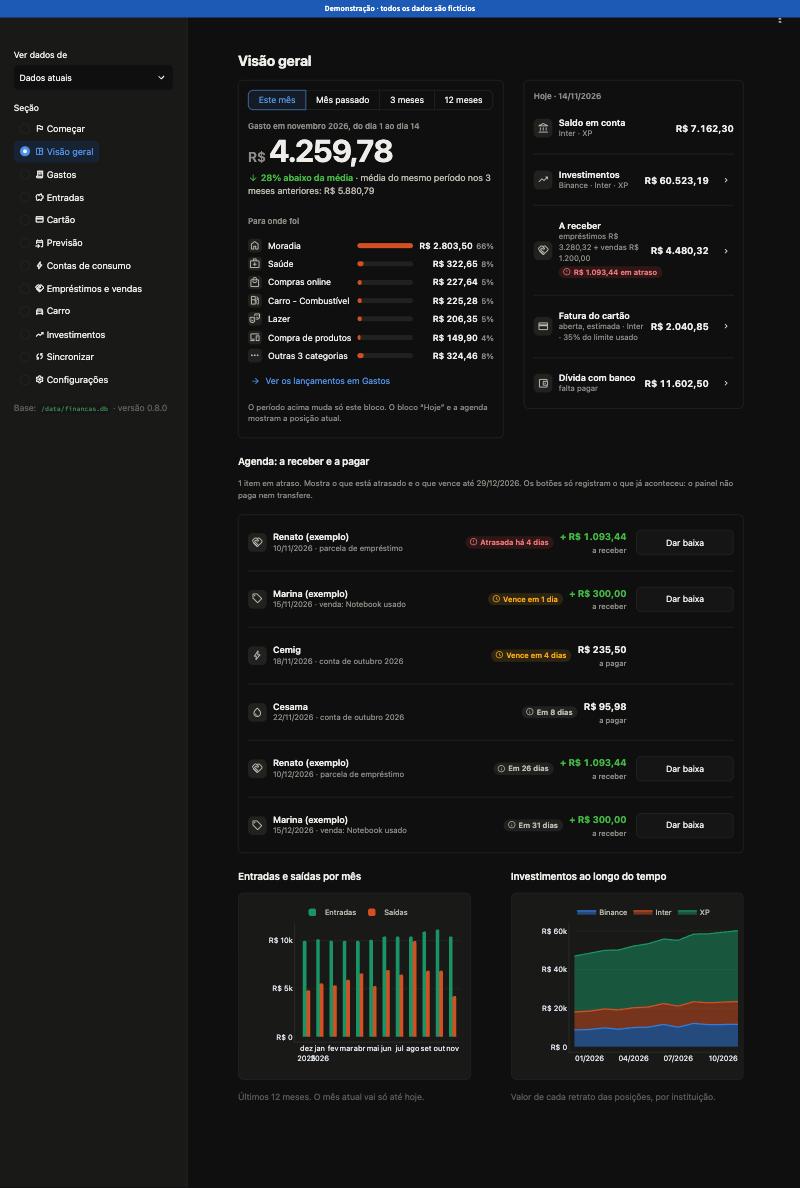 Demonstração · todos os dados são fictícios
Ver dados de
Dados atuais
Seção
Começar
Visão geral
Gastos
Entradas
Cartão
Previsão
Contas de consumo
Empréstimos e vendas
Carro
Investimentos
Sincronizar
Configurações
Base: /data/financas.db · versão 0.8.0
Visão geral
Este mês
Mês passado
3 meses
12 meses
Gasto em novembro 2026, do dia 1 ao dia 14
R$ 4.259,78
↓ 28% abaixo da média · média do mesmo período nos 3
meses anteriores: R$ 5.880,79
Para onde foi
Moradia R$ 2.803,50 66%
Saúde R$ 322,65 8%
Compras online R$ 227,64 5%
Carro - Combustível R$ 225,28 5%
Lazer R$ 206,35 5%
Compra de produtos R$ 149,90 4%
Outras 3 categorias R$ 324,46 8%
→ Ver os lançamentos em Gastos
O período acima muda só este bloco. O bloco "Hoje" e a agenda
mostram a posição atual.
Hoje · 14/11/2026
Saldo em conta
Inter · XP
R$ 7.162,30
Investimentos
Binance · Inter · XP
R$ 60.523,19
A receber
empréstimos R$
3.280,32 + vendas R$
1.200,00
R$ 1.093,44 em atraso
R$ 4.480,32
Fatura do cartão
aberta, estimada · Inter
· 35% do limite usado
R$ 2.040,85
Dívida com banco
falta pagar
R$ 11.602,50
Agenda: a receber e a pagar
1 item em atraso. Mostra o que está atrasado e o que vence até 29/12/2026. Os botões só registram o que já aconteceu: o painel não
paga nem transfere.
Renato (exemplo)
10/11/2026 · parcela de empréstimo
Atrasada há 4 dias
+ R$ 1.093,44
a receber
Dar baixa
Marina (exemplo)
15/11/2026 · venda: Notebook usado
Vence em 1 dia
+ R$ 300,00
a receber
Dar baixa
Cemig
18/11/2026 · conta de outubro 2026
Vence em 4 dias
R$ 235,50
a pagar
Cesama
22/11/2026 · conta de outubro 2026
Em 8 dias
R$ 95,98
a pagar
Renato (exemplo)
10/12/2026 · parcela de empréstimo
Em 26 dias
+ R$ 1.093,44
a receber
Dar baixa
Marina (exemplo)
15/12/2026 · venda: Notebook usado
Em 31 dias
+ R$ 300,00
a receber
Dar baixa
Entradas e saídas por mês
Entradas Saídas
R$ 10k
R$ 5k
R$ 0
dez jan fev mar abr mai jun jul ago set out nov
2025 2026
Últimos 12 meses. O mês atual vai só até hoje.
Investimentos ao longo do tempo
Binance Inter XP
R$ 60k
R$ 40k
R$ 20k
R$ 0
01/2026 04/2026 07/2026 10/2026
Valor de cada retrato das posições, por instituição.